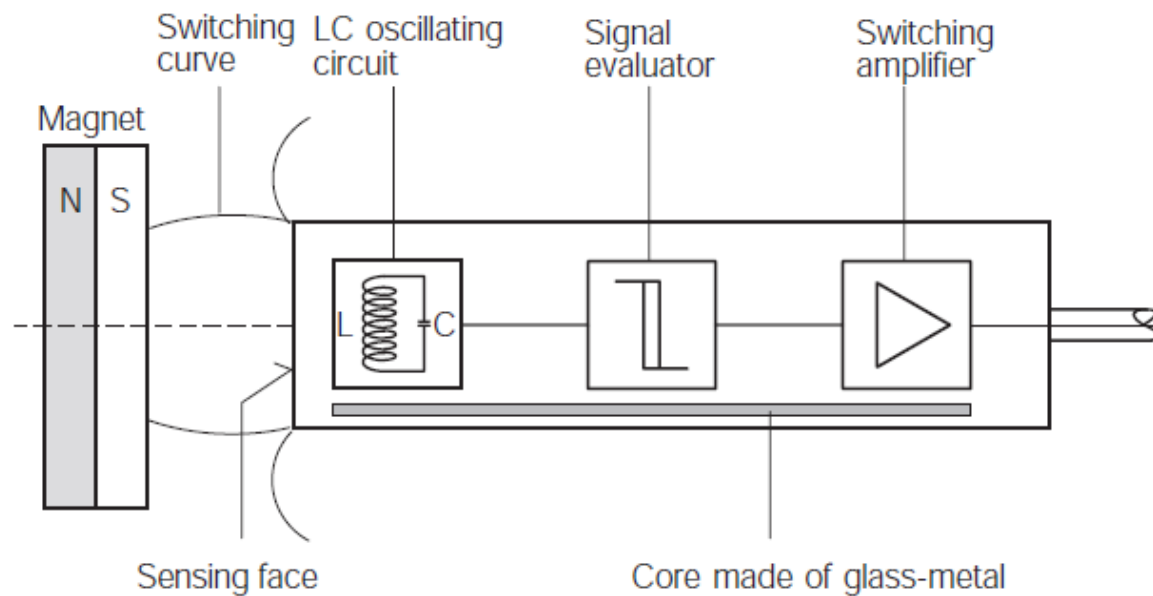 Switching
curve
LC oscillating
circuit
Signal
evaluator
Switching
amplifier
Magnet
N S
L C
Sensing face
Core made of glass-metal